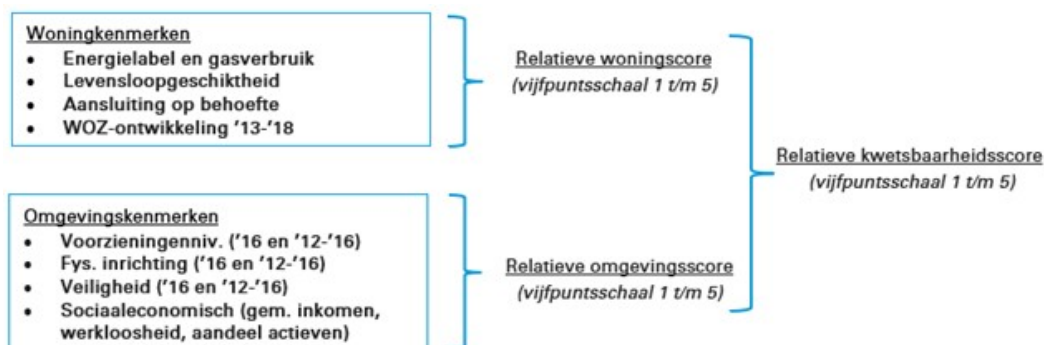 Woningkenmerken
• Energielabel en gasverbruik
• Levensloopgeschiktheid
• Aansluiting op behoefte
• WOZ-ontwikkeling '13-'18
Relatieve woningscore
(vijfpuntsschaal 1 t/m 5)
Relatieve kwetsbaarheidsscore
(vijfpuntsschaal 1 t/m 5)
Omgevingskenmerken
• Voorzieningenniv. ('16 en '12-'16)
• Fys. inrichting ('16 en '12-'16)
• Veiligheid ('16 en '12-'16)
• Sociaaleconomisch (gem. inkomen,
werkloosheid, aandeel actieven)
Relatieve omgevingsscore
(vijfpuntsschaal 1 t/m 5)